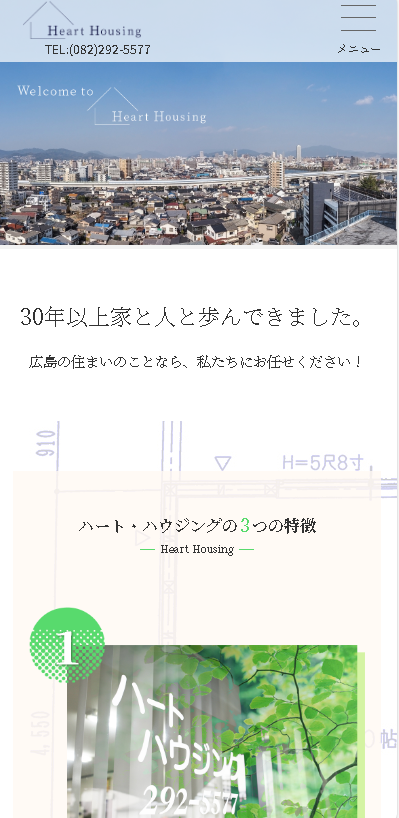 Heart Housing
TEL:(082)292-5577
メニュー
Welcome to
Heart Housing
30年以上家と人と歩んできました。
広島の住まいのことなら、私たちにお任せください！
910
H=5尺8寸
ハート・ハウジングの3つの特徴
Heart Housing
1
ハート
ハウジング
292-5577
4,550
帖